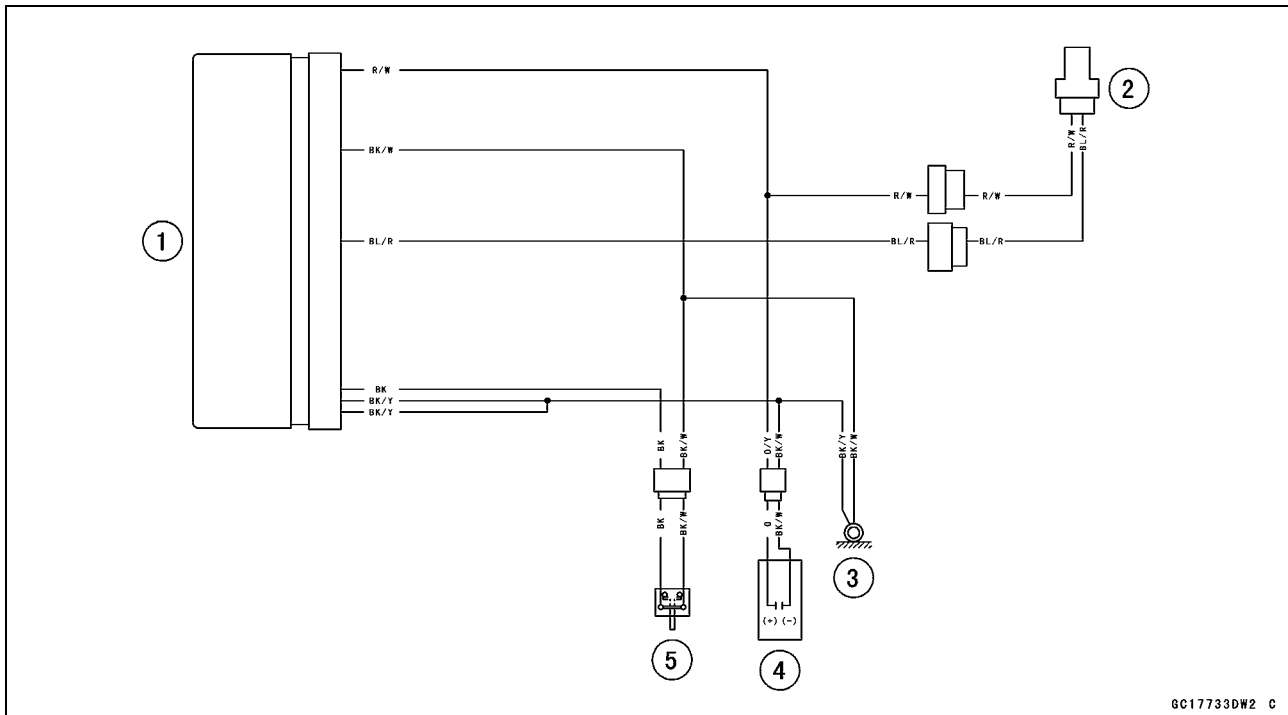 R/W
2
BK/W
R/W
BL/R
R/W
R/W
1
BL/R
BL/R
BL/R
BK
BK/Y
BK/Y
BK
BK/W
O/Y
BK/W
BK/Y
BK/W
BK
BK/W
O
BK/W
3
(+) (-)
5
4
GC17733DW2 C